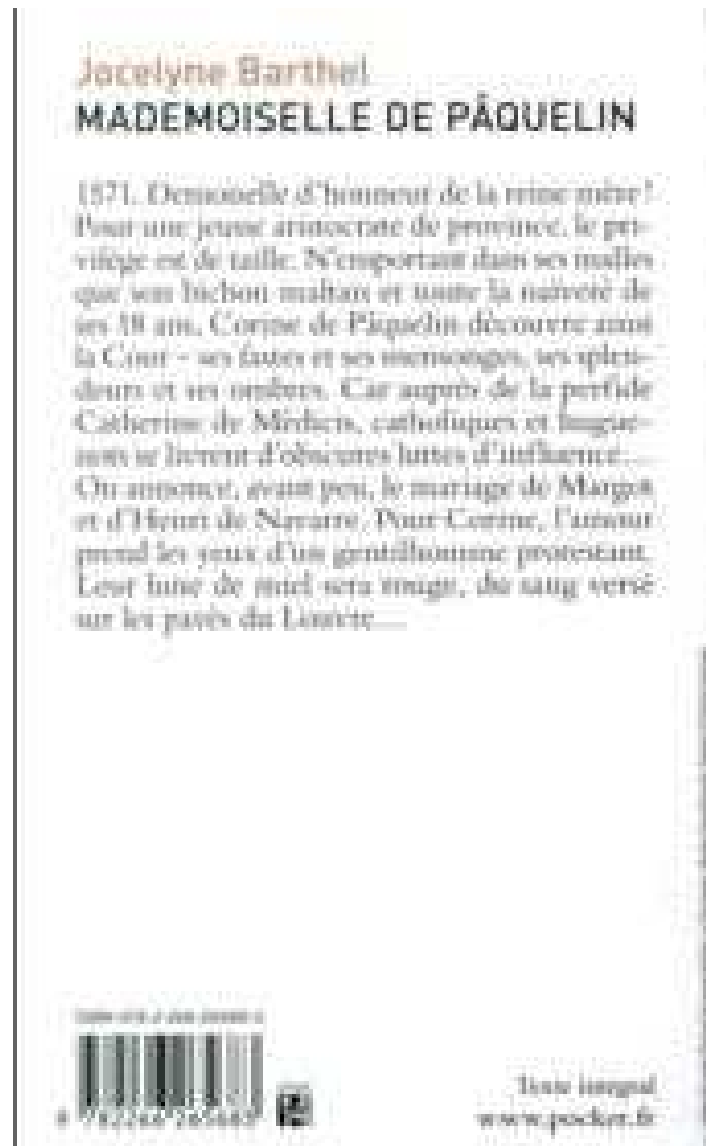 Jocelyne Barthel
MADEMOISELLE DE PÂQUELIN
1571. Demoiselle d'honneur de la reine mère !
Pour une jeune aristocrate de province, le pri-
vilège est de taille. N'emportant dans ses malles
que son bichon maltais et toute la naïveté de
ses 18 ans, Corine de Pâquelin découvre ainsi
la Cour – ses fastes et ses mensonges, ses splen-
deurs et ses ombres. Car auprès de la perfide
Catherine de Médicis, catholiques et hugue-
nots se livrent d'obscures luttes d'influence...
On annonce, avant peu, le mariage de Margot
et d'Henri de Navarre. Pour Corine, l'amour
prend les yeux d'un gentilhomme protestant.
Leur lune de miel sera rouge, du sang versé
sur les pavés du Louvre...
Texte intégral
www.pocket.fr